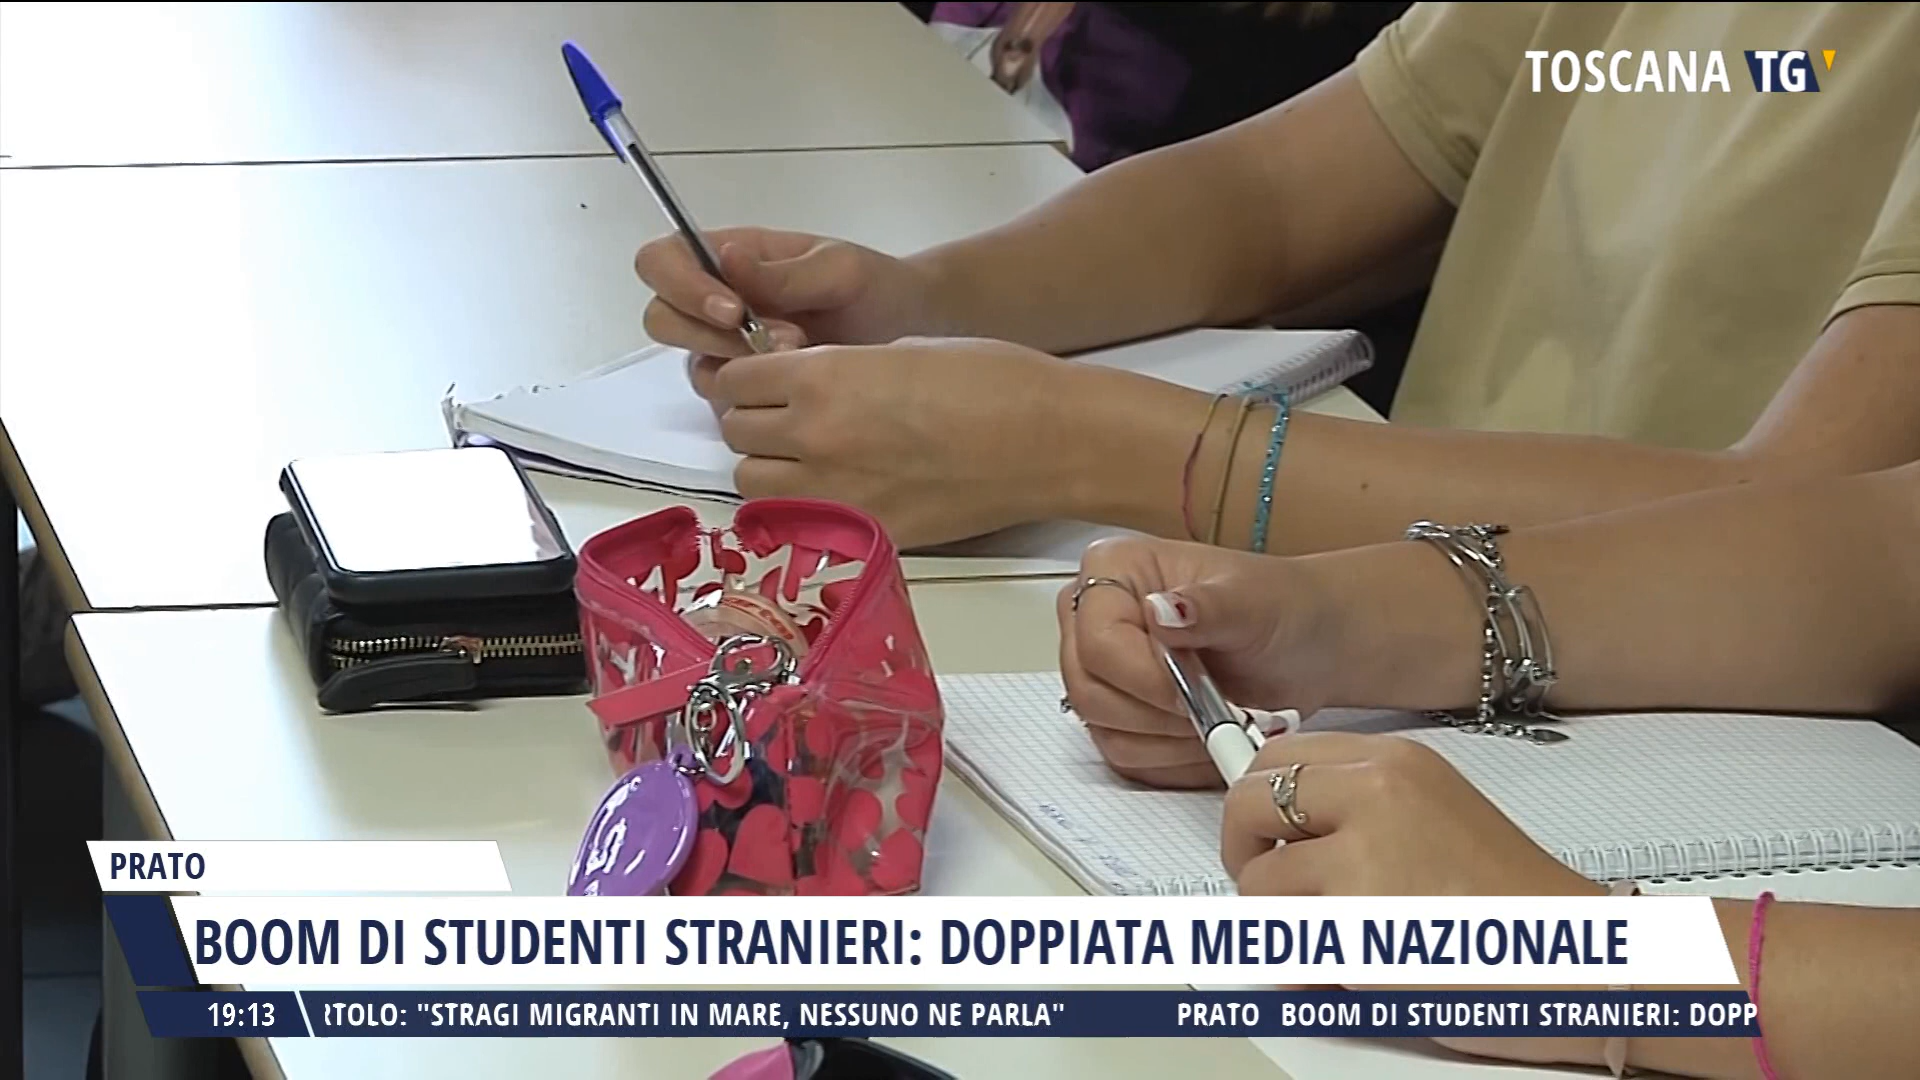 TOSCANA TG
PRATO
BOOM DI STUDENTI STRANIERI: DOPPIATA MEDIA NAZIONALE
19:13 RTOLO: "STRAGI MIGRANTI IN MARE, NESSUNO NE PARLA" PRATO BOOM DI STUDENTI STRANIERI: DOPP